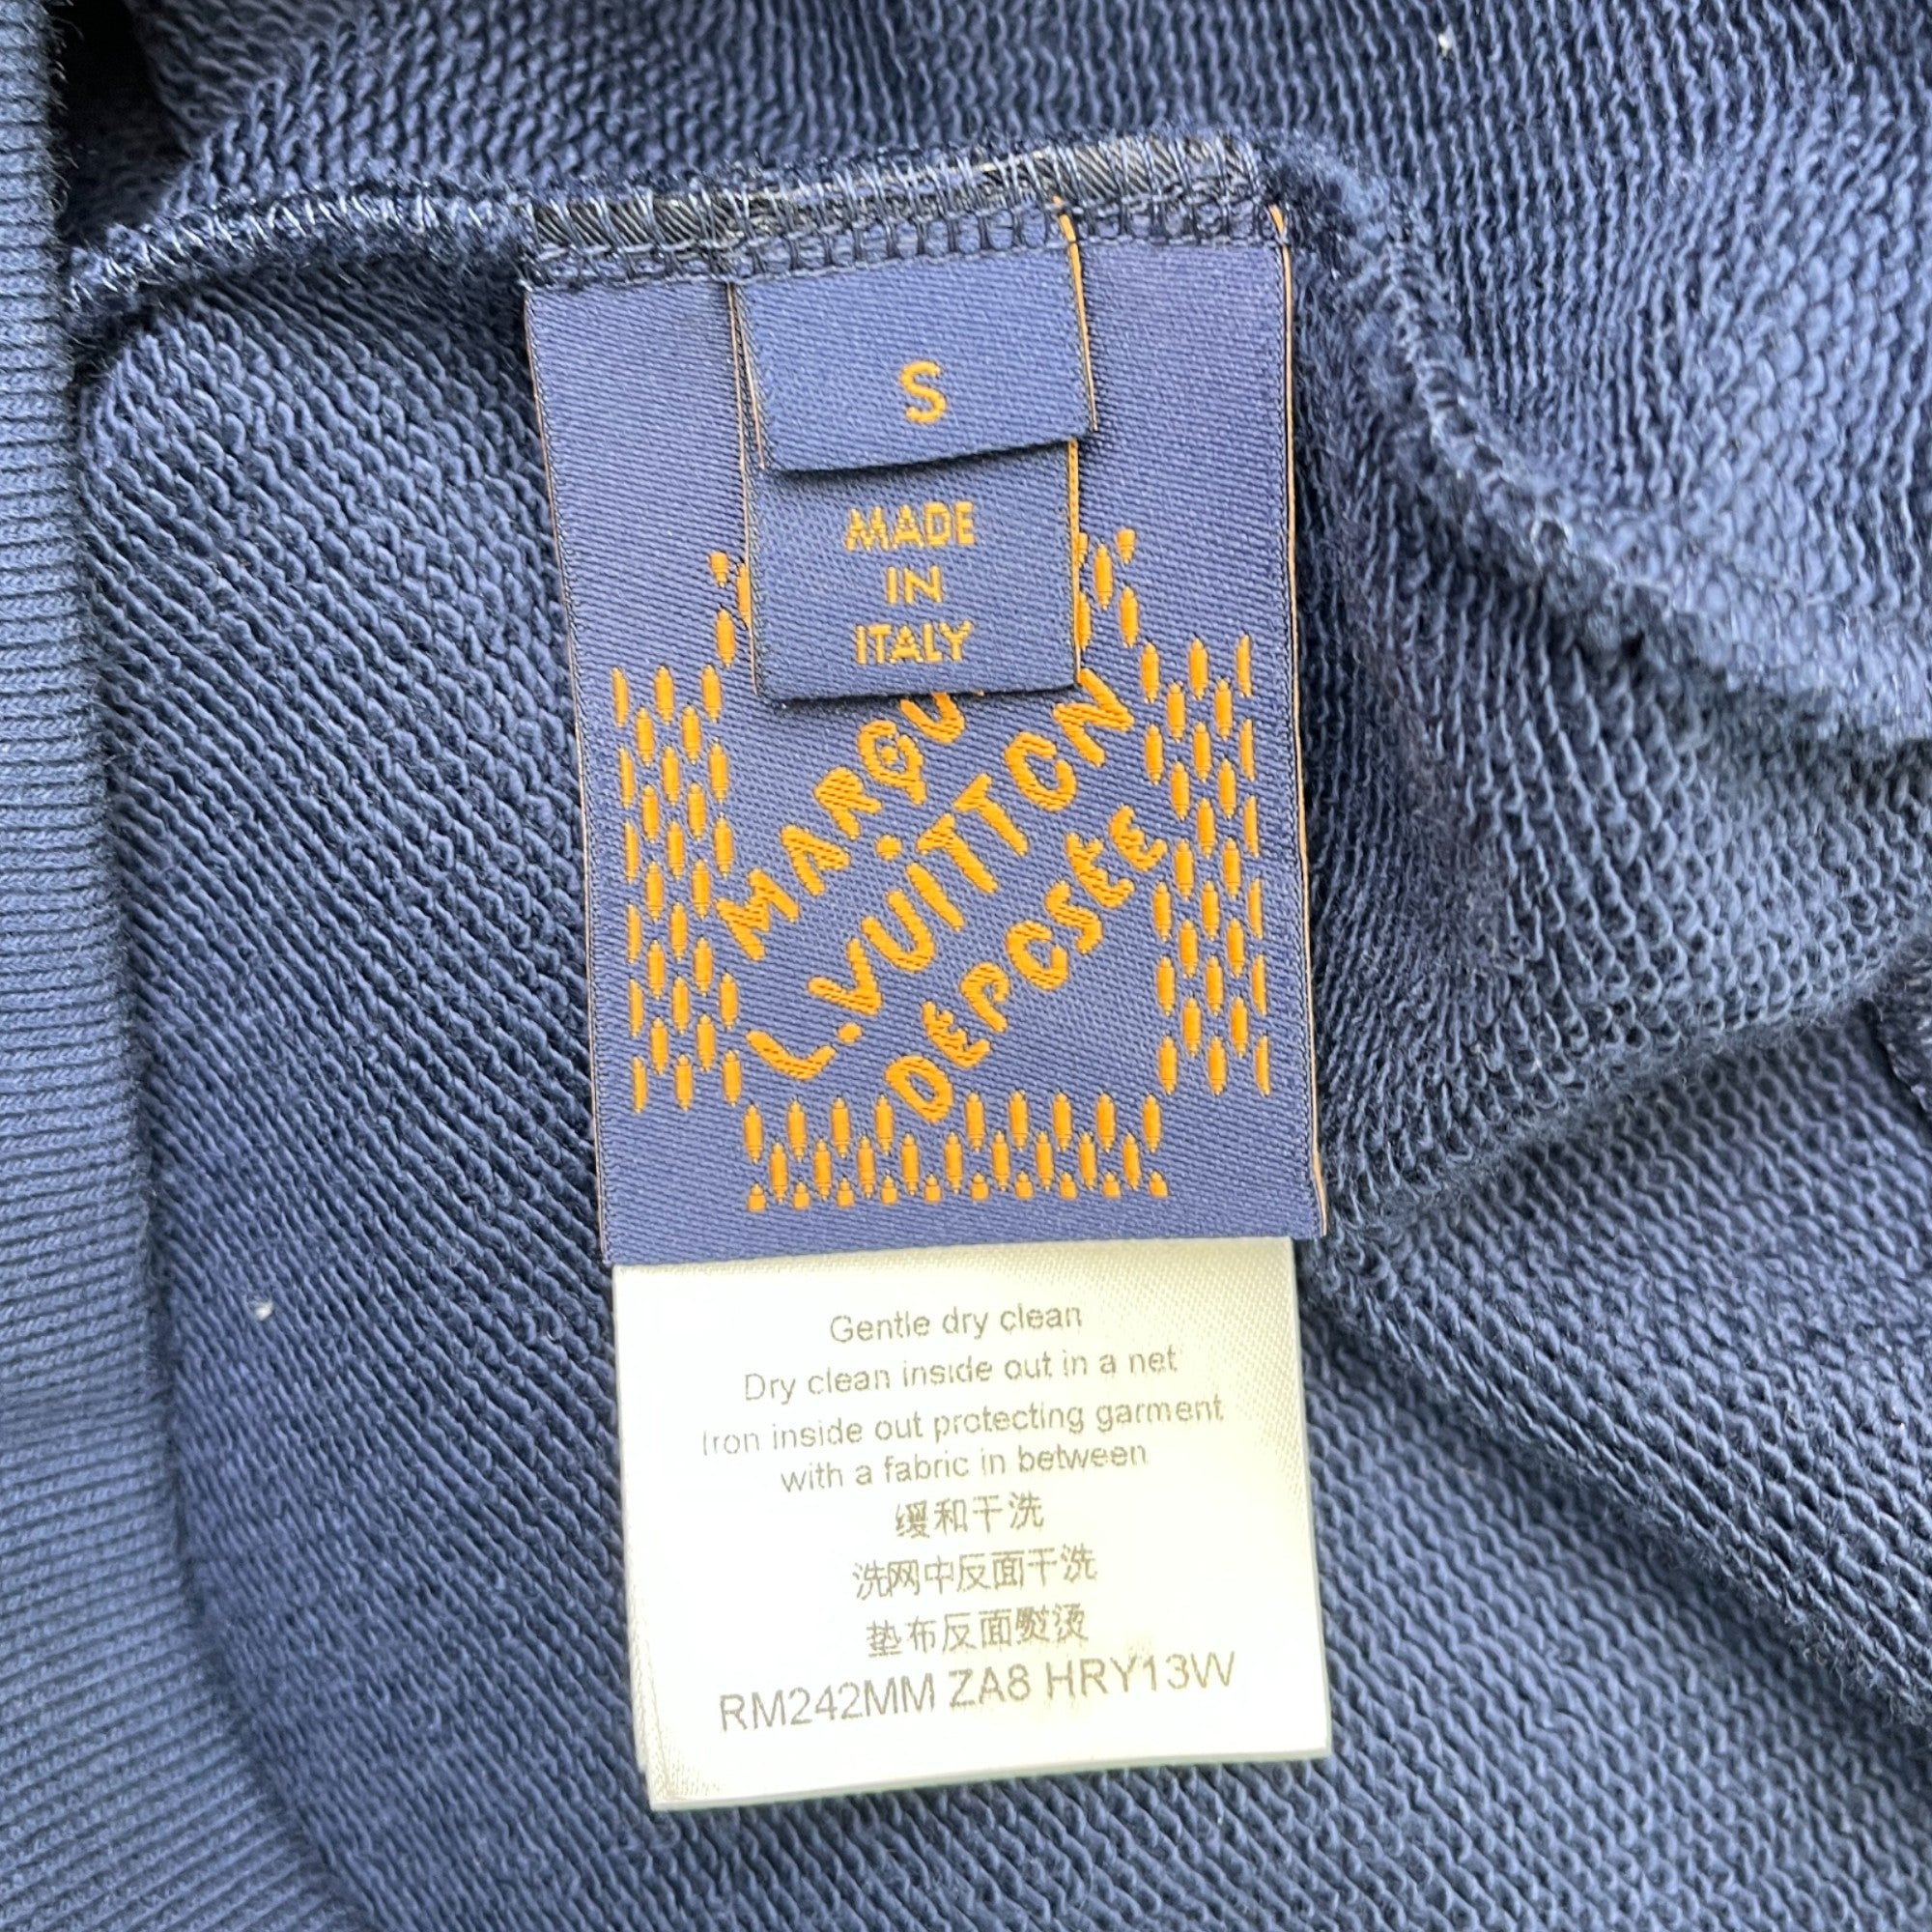 S
MADE
IN
ITALY
MARQU
L.VUITTON
DEPOSÉE
Gentle dry clean
Dry clean inside out in a net
Iron inside out protecting garment
with a fabric in between
缓和干洗
洗网中反面干洗
垫布反面熨烫
RM242MM ZA8 HRY13W